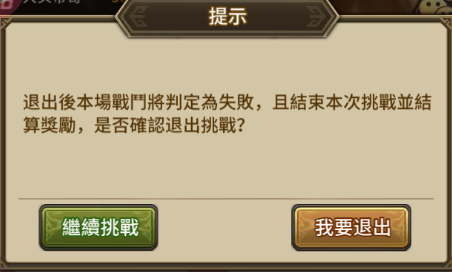 提示
退出後本場戰鬥將判定為失敗，且結束本次挑戰並結
算獎勵，是否確認退出挑戰？
繼續挑戰
我要退出